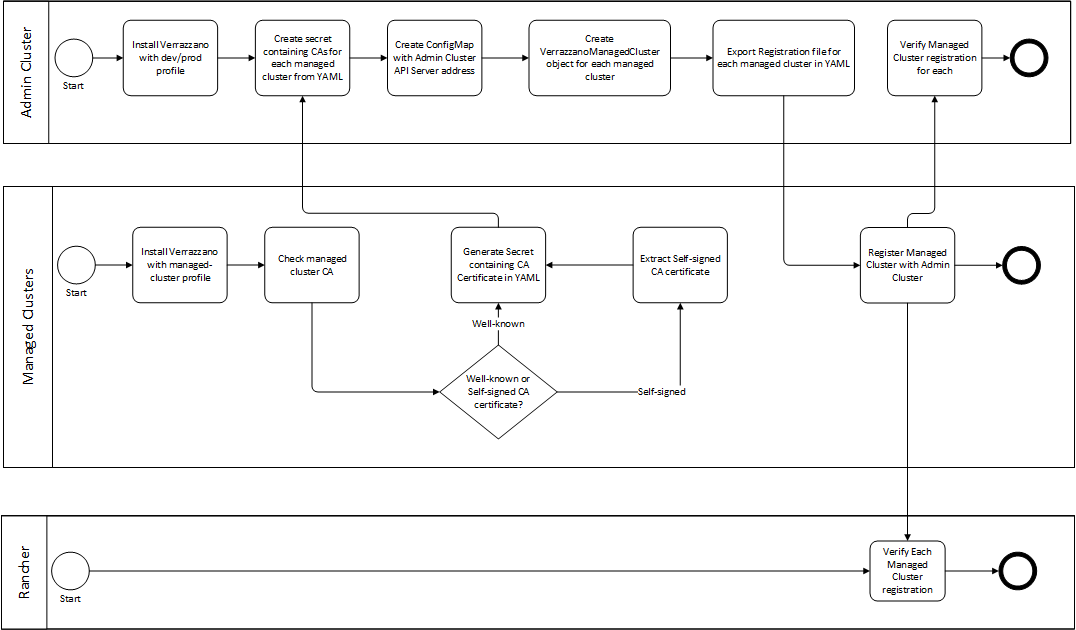 Admin Cluster
Start
Install Verrazzano
with dev/prod
profile
Create secret
containing CAs for
each managed
cluster from YAML
Create ConfigMap
with Admin Cluster
API Server address
Create
VerrazzanoManagedCluster
object for each managed
cluster
Export Registration file for
each managed cluster in YAML
Verify Managed
Cluster registration
for each
Managed Clusters
Start
Install Verrazzano
with managed-
cluster profile
Check managed
cluster CA
Generate Secret
containing CA
Certificate in YAML
Extract Self-signed
CA certificate
Register Managed
Cluster with Admin
Cluster
Well-known
Well-known or
Self-signed CA
certificate?
Self-signed
Rancher
Start
Verify Each
Managed
Cluster
registration